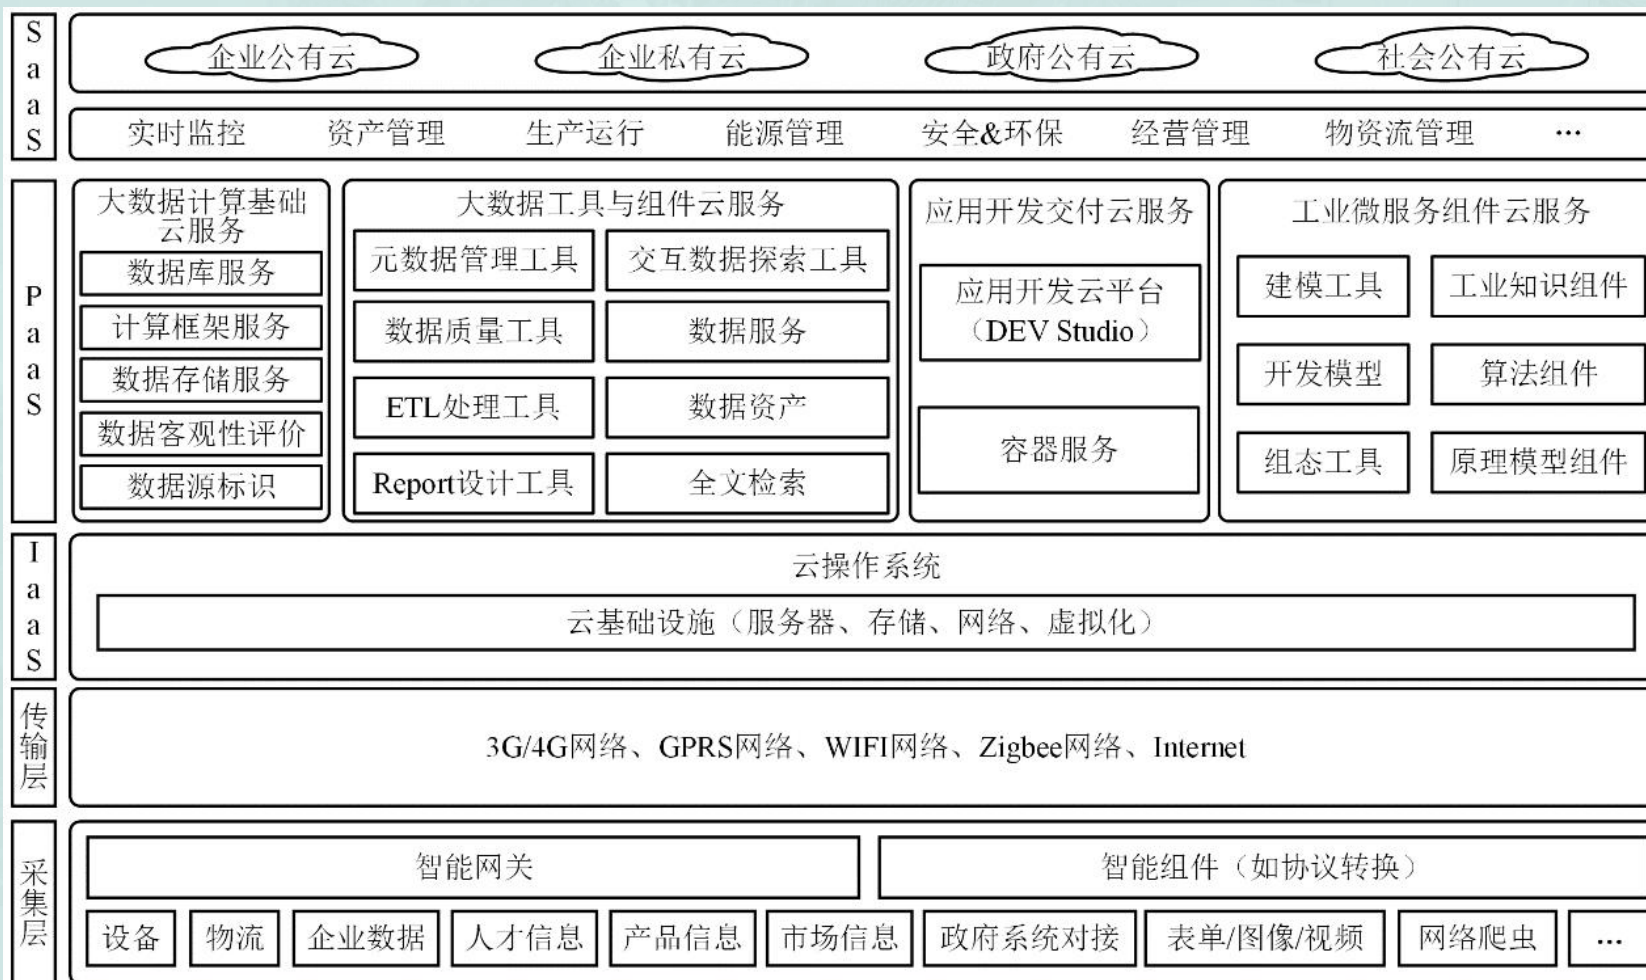 SaaS
企业公有云
企业私有云
政府公有云
社会公有云
实时监控
资产管理
生产运行
能源管理
安全&环保
经营管理
物资流管理
...
PaaS
大数据计算基础
云服务
数据库服务
计算框架服务
数据存储服务
数据客观性评价
数据源标识
大数据工具与组件云服务
元数据管理工具
交互数据探索工具
数据质量工具
数据服务
ETL处理工具
数据资产
Report设计工具
全文检索
应用开发交付云服务
应用开发云平台
（DEV Studio）
容器服务
工业微服务组件云服务
建模工具
工业知识组件
开发模型
算法组件
组态工具
原理模型组件
IaaS
云操作系统
云基础设施（服务器、存储、网络、虚拟化）
传输层
3G/4G网络、GPRS网络、WIFI网络、Zigbee网络、Internet
采集层
智能网关
智能组件（如协议转换）
设备
物流
企业数据
人才信息
产品信息
市场信息
政府系统对接
表单/图像/视频
网络爬虫
...